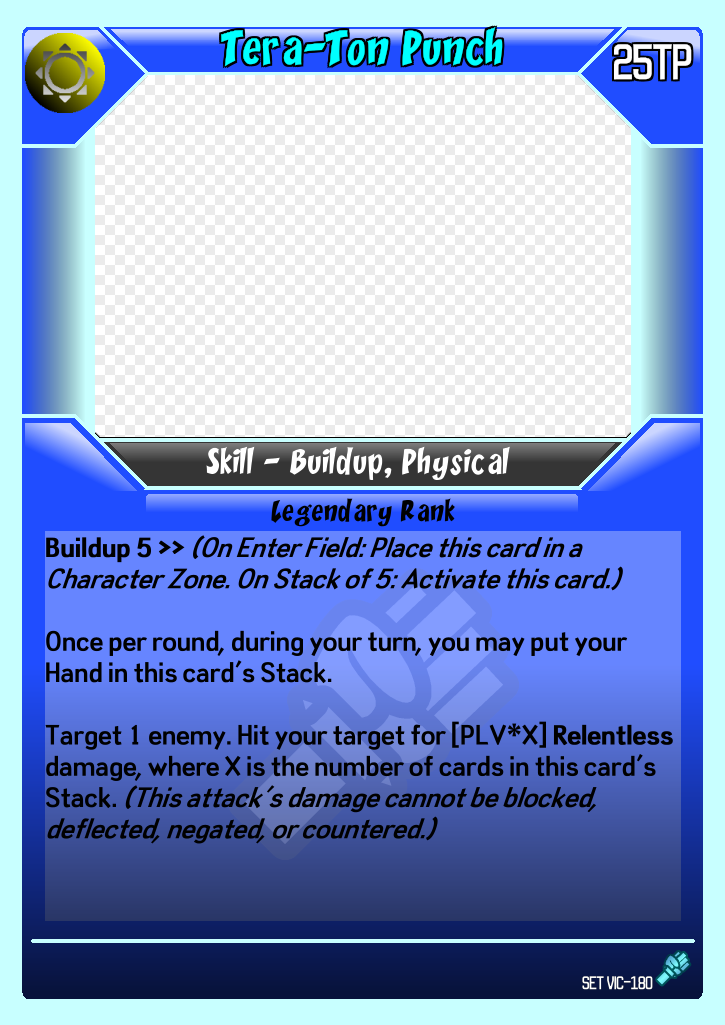 Tera-Ton Punch
25TP
Skill - Buildup, Physical
Legendary Rank
Buildup 5 >> (On Enter Field: Place this card in a
Character Zone. On Stack of 5: Activate this card.)
Once per round, during your turn, you may put your
Hand in this card's Stack.
Target 1 enemy. Hit your target for [PLV*X] Relentless
damage, where X is the number of cards in this card's
Stack. (This attack's damage cannot be blocked,
deflected, negated, or countered.)
SET VIC-180